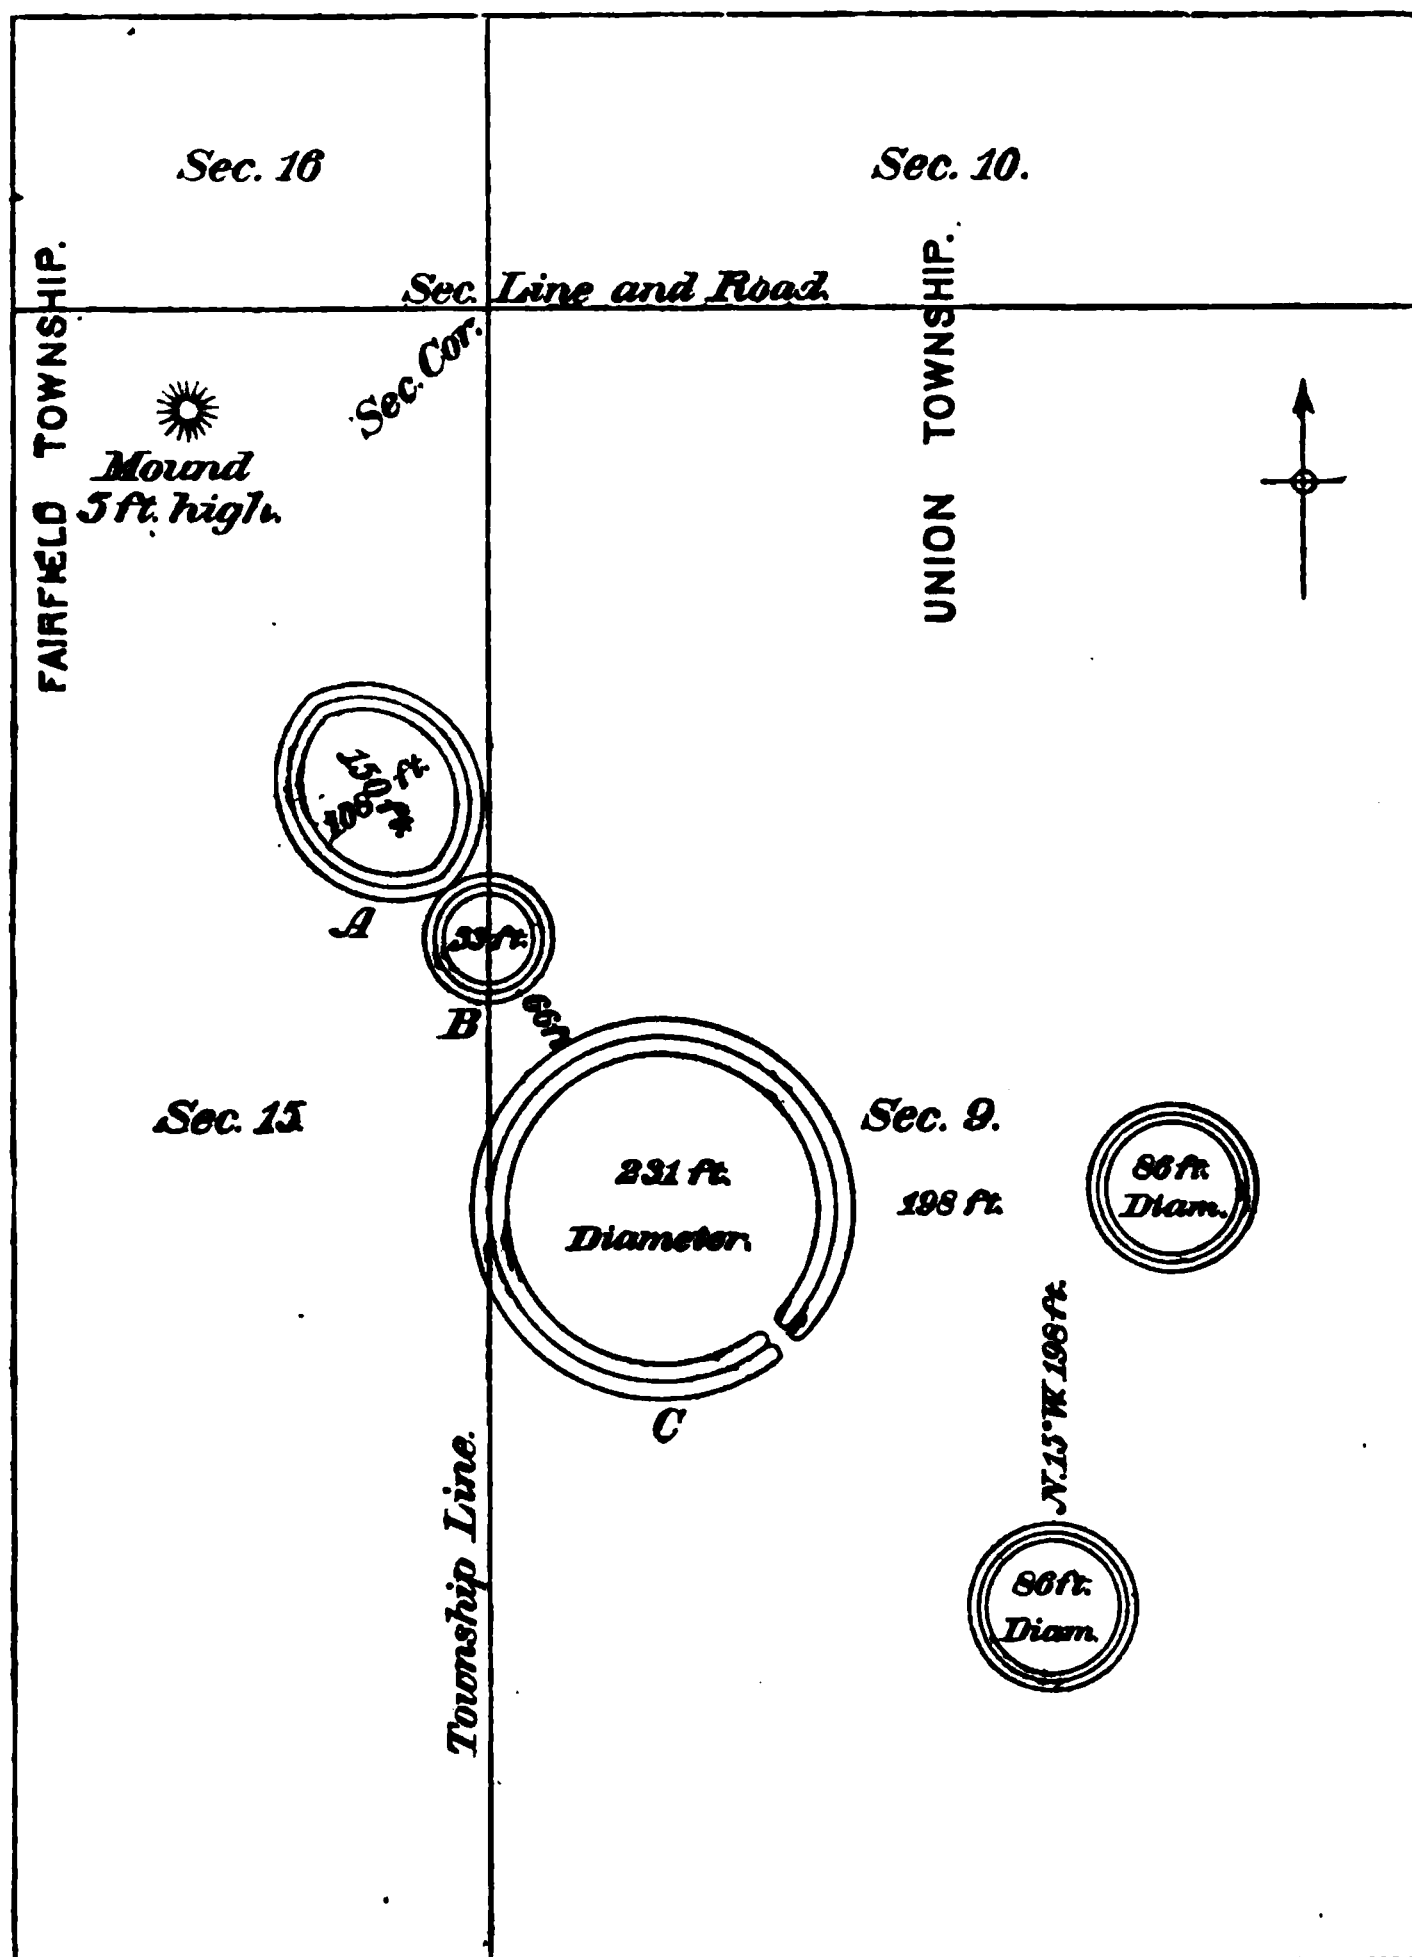 Sec. 16
Sec. 10.
Sec. Line and Road.
FAIRFIELD TOWNSHIP.
UNION TOWNSHIP.
Sec. Cor.
Mound
5 ft. high.
150 ft.
108 ft.
A
33 ft.
B
66 ft.
Sec. 15
Sec. 9.
231 ft.
Diameter.
198 ft.
86 ft.
Diam.
C
N. 15° W. 198 ft.
Township Line.
86 ft.
Diam.